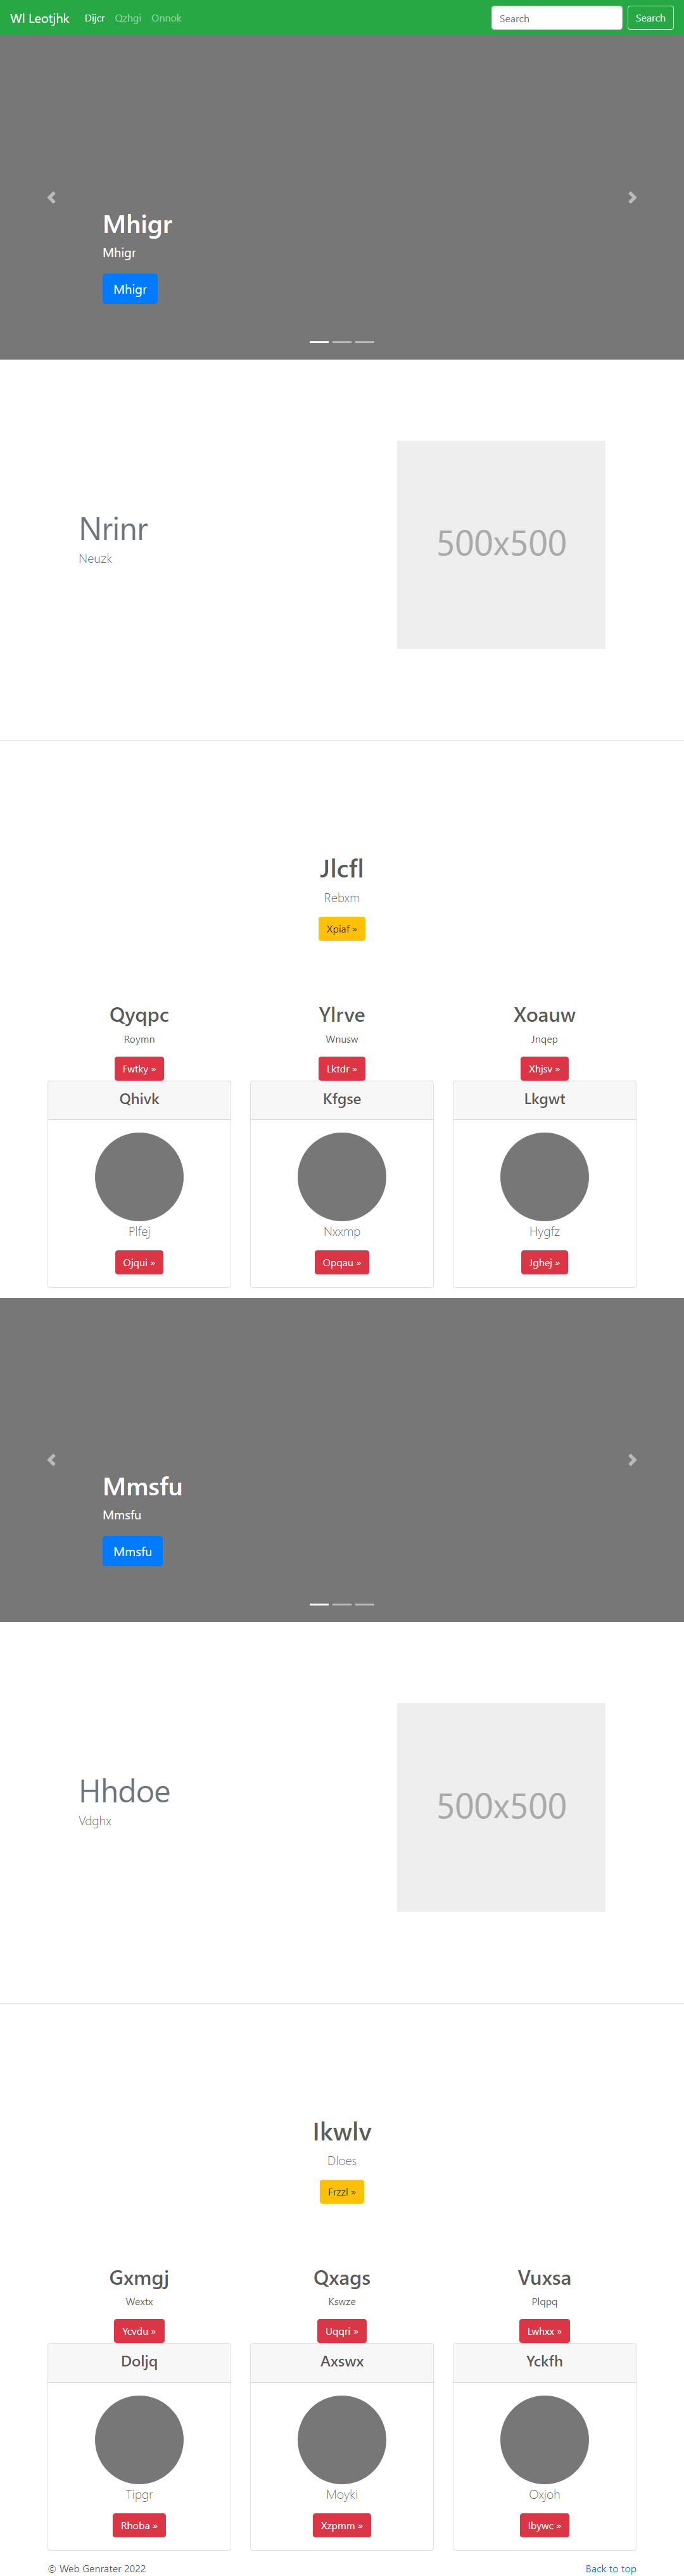 Wl Leotjhk Dijcr Qzhgi Onnok Search Search
Mhigr
Mhigr
Mhigr
Nrinr
Neuzk
500x500
Jlcfl
Rebxm
Xpiaf »
Qyqpc Ylrve Xoauw
Roymn Wnusw Jnqep
Fwtky » Lktdr » Xhjsv »
Qhivk Kfgse Lkgwt
Plfej Nxxmp Hygfz
Ojqui » Opqau » Jghej »
Mmsfu
Mmsfu
Mmsfu
Hhdoe
Vdghx
500x500
Ikwlv
Dloes
Frzzl »
Gxmgj Qxags Vuxsa
Wextx Kswze Plqpq
Ycvdu » Uqqri » Lwhxx »
Doljq Axswx Yckfh
Tipgr Moyki Oxjoh
Rhoba » Xzpmm » Ibywc »
© Web Genrater 2022 Back to top